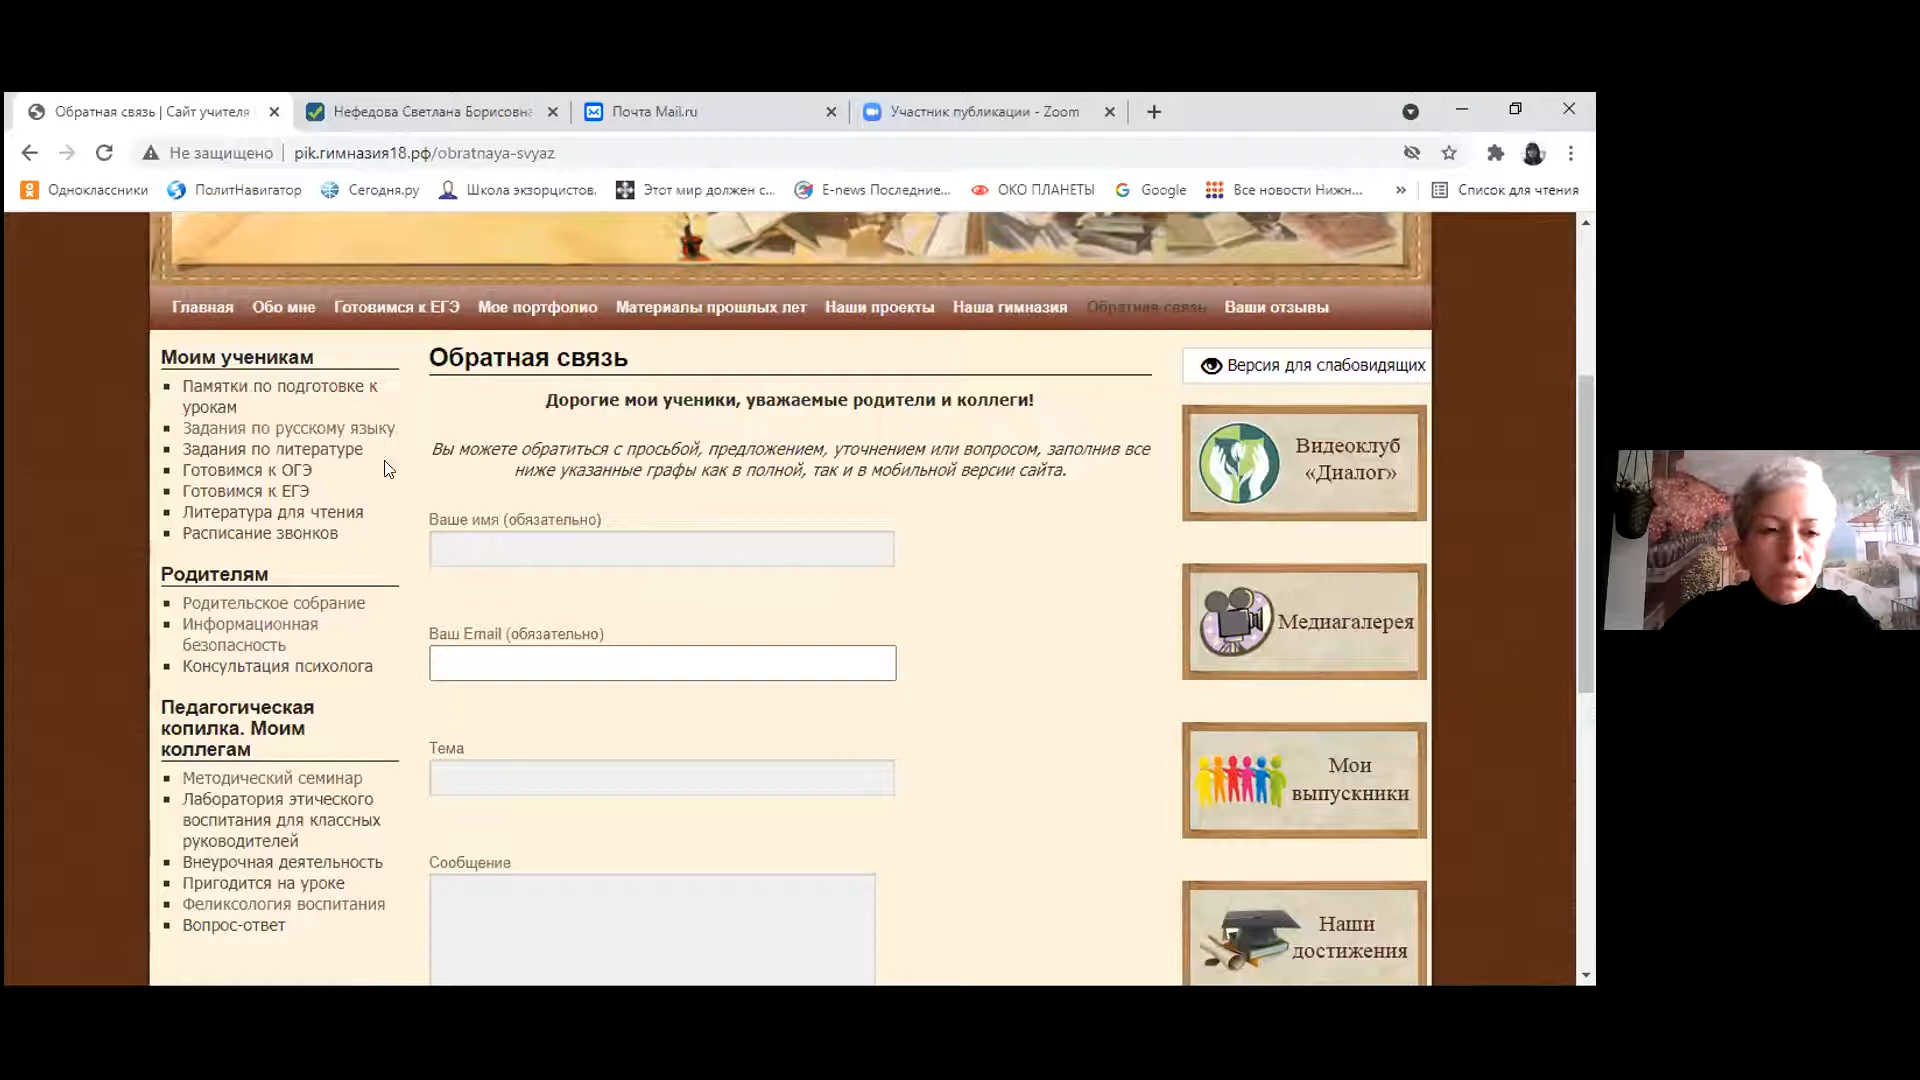 Обратная связь | Сайт учителя
Нефедова Светлана Борисовна
Почта Mail.ru
Участник публикации - Zoom
Не защищено
pik.гимназия18.рф/obratnaya-svyaz
Одноклассники
ПолитНавигатор
Сегодня.ру
Школа экзорцистов.
Этот мир должен с...
E-news Последние...
ОКО ПЛАНЕТЫ
Google
Все новости Нижн...
»
Список для чтения
Главная
Обо мне
Готовимся к ЕГЭ
Мое портфолио
Материалы прошлых лет
Наши проекты
Наша гимназия
Обратная связь
Ваши отзывы
Моим ученикам
Памятки по подготовке к
урокам
Задания по русскому языку
Задания по литературе
Готовимся к ОГЭ
Готовимся к ЕГЭ
Литература для чтения
Расписание звонков
Родителям
Родительское собрание
Информационная
безопасность
Консультация психолога
Педагогическая
копилка. Моим
коллегам
Методический семинар
Лаборатория этического
воспитания для классных
руководителей
Внеурочная деятельность
Пригодится на уроке
Феликсология воспитания
Вопрос-ответ
Обратная связь
Дорогие мои ученики, уважаемые родители и коллеги!
Вы можете обратиться с просьбой, предложением, уточнением или вопросом, заполнив все
ниже указанные графы как в полной, так и в мобильной версии сайта.
Ваше имя (обязательно)
Ваш Email (обязательно)
Тема
Сообщение
Версия для слабовидящих
Видеоклуб
«Диалог»
Медиагалерея
Мои
выпускники
Наши
достижения